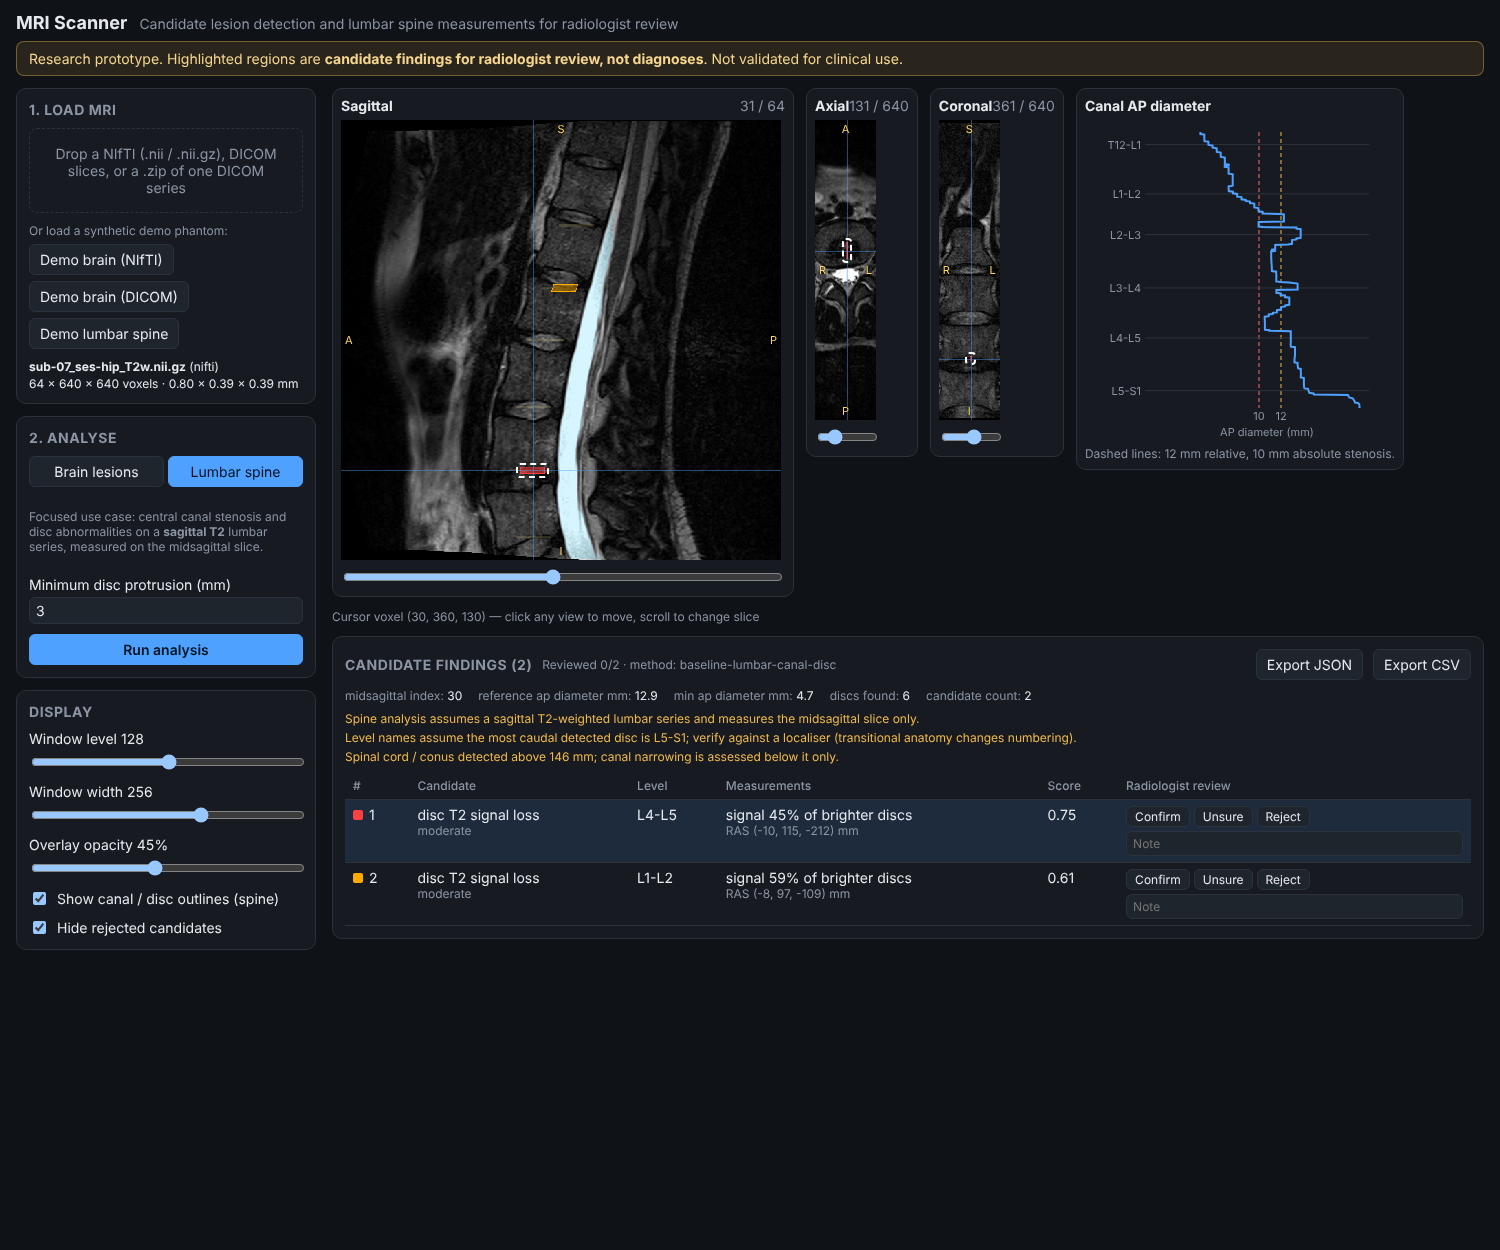 MRI Scanner Candidate lesion detection and lumbar spine measurements for radiologist review
Research prototype. Highlighted regions are candidate findings for radiologist review, not diagnoses. Not validated for clinical use.
1. LOAD MRI
Drop a NIfTI (.nii / .nii.gz), DICOM
slices, or a .zip of one DICOM
series
Or load a synthetic demo phantom:
Demo brain (NIfTI)
Demo brain (DICOM)
Demo lumbar spine
sub-07_ses-hip_T2w.nii.gz (nifti)
64 × 640 × 640 voxels · 0.80 × 0.39 × 0.39 mm
2. ANALYSE
Brain lesions
Lumbar spine
Focused use case: central canal stenosis and
disc abnormalities on a sagittal T2 lumbar
series, measured on the midsagittal slice.
Minimum disc protrusion (mm)
3
Run analysis
DISPLAY
Window level 128
Window width 256
Overlay opacity 45%
Show canal / disc outlines (spine)
Hide rejected candidates
Sagittal 31 / 64
S
A
P
I
Axial 131 / 640
A
R
L
P
Coronal 361 / 640
S
R
L
I
Canal AP diameter
T12-L1
L1-L2
L2-L3
L3-L4
L4-L5
L5-S1
10 12
AP diameter (mm)
Dashed lines: 12 mm relative, 10 mm absolute stenosis.
Cursor voxel (30, 360, 130) — click any view to move, scroll to change slice
CANDIDATE FINDINGS (2) Reviewed 0/2 · method: baseline-lumbar-canal-disc
Export JSON
Export CSV
midsagittal index: 30 reference ap diameter mm: 12.9 min ap diameter mm: 4.7 discs found: 6 candidate count: 2
Spine analysis assumes a sagittal T2-weighted lumbar series and measures the midsagittal slice only.
Level names assume the most caudal detected disc is L5-S1; verify against a localiser (transitional anatomy changes numbering).
Spinal cord / conus detected above 146 mm; canal narrowing is assessed below it only.
# Candidate Level Measurements Score Radiologist review
1 disc T2 signal loss L4-L5 signal 45% of brighter discs 0.75 Confirm Unsure Reject
moderate RAS (-10, 115, -212) mm
Note
2 disc T2 signal loss L1-L2 signal 59% of brighter discs 0.61 Confirm Unsure Reject
moderate RAS (-8, 97, -109) mm
Note